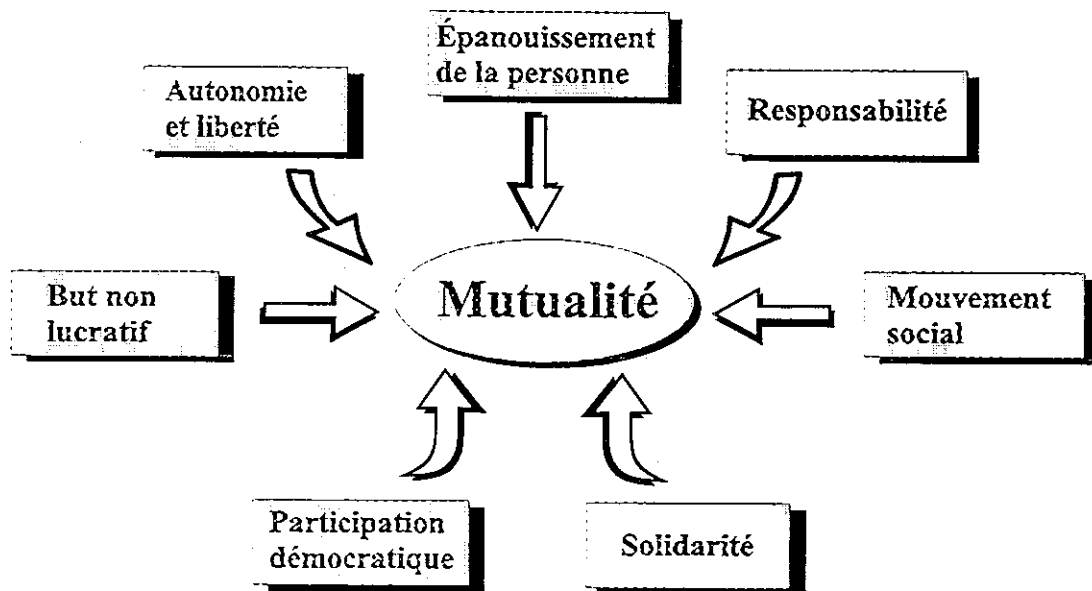 Épanouissement
de la personne
Autonomie
et liberté
Responsabilité
But non
lucratif
Mutualité
Mouvement
social
Participation
démocratique
Solidarité